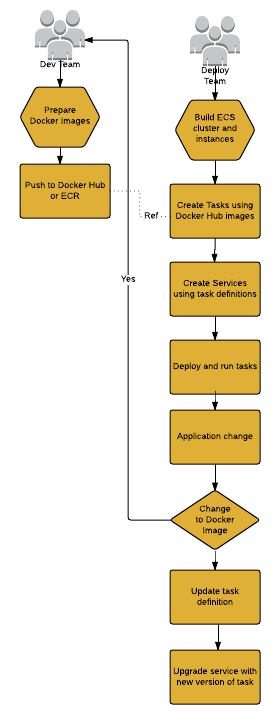 Dev Team
Prepare
Docker Images
Push to Docker Hub
or ECR
Deploy
Team
Build ECS
cluster and
instances
Ref
Create Tasks using
Docker Hub images
Create Services
using task definitions
Yes
Deploy and run tasks
Application change
Change
to Docker
Image
Update task
definition
Upgrade service with
new version of task